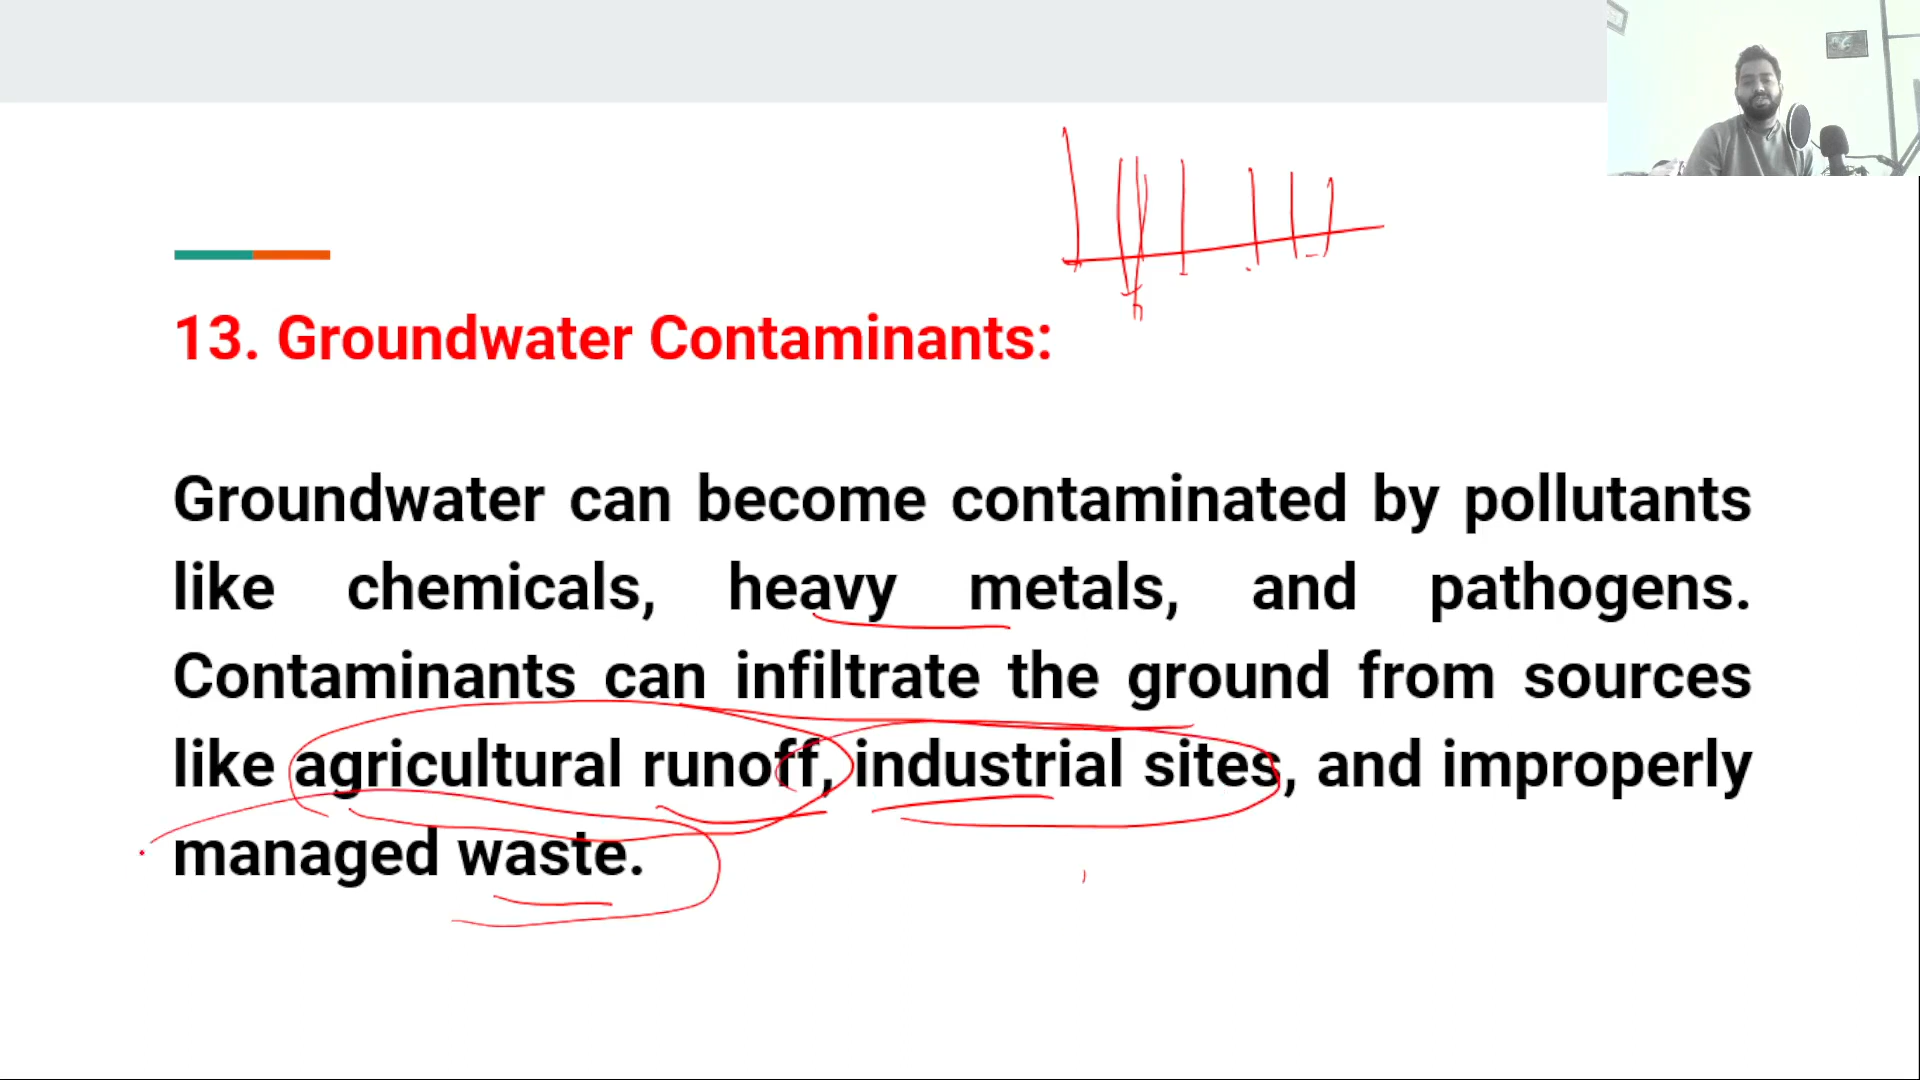 13. Groundwater Contaminants:
Groundwater can become contaminated by pollutants
like chemicals, heavy metals, and pathogens.
Contaminants can infiltrate the ground from sources
like agricultural runoff, industrial sites, and improperly
managed waste.